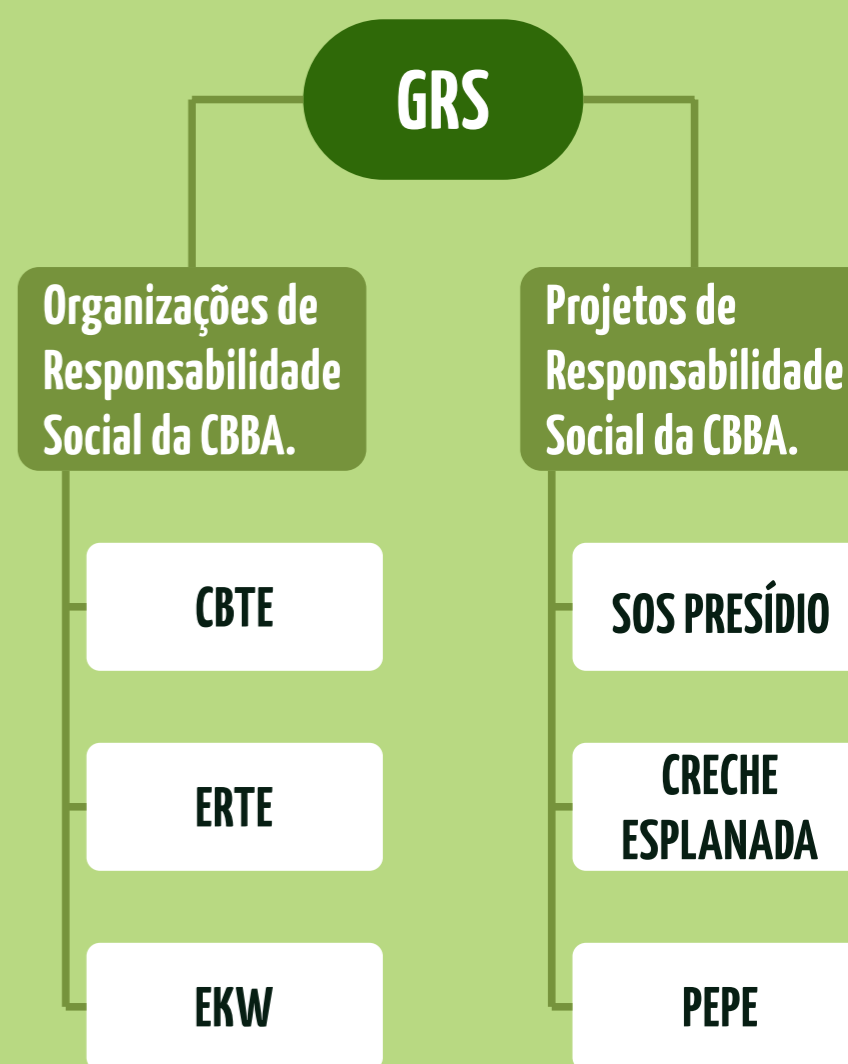 GRS
Organizações de
Responsabilidade
Social da CBBA.
CBTE
ERTE
EKW
Projetos de
Responsabilidade
Social da CBBA.
SOS PRESÍDIO
CRECHE
ESPLANADA
PEPE